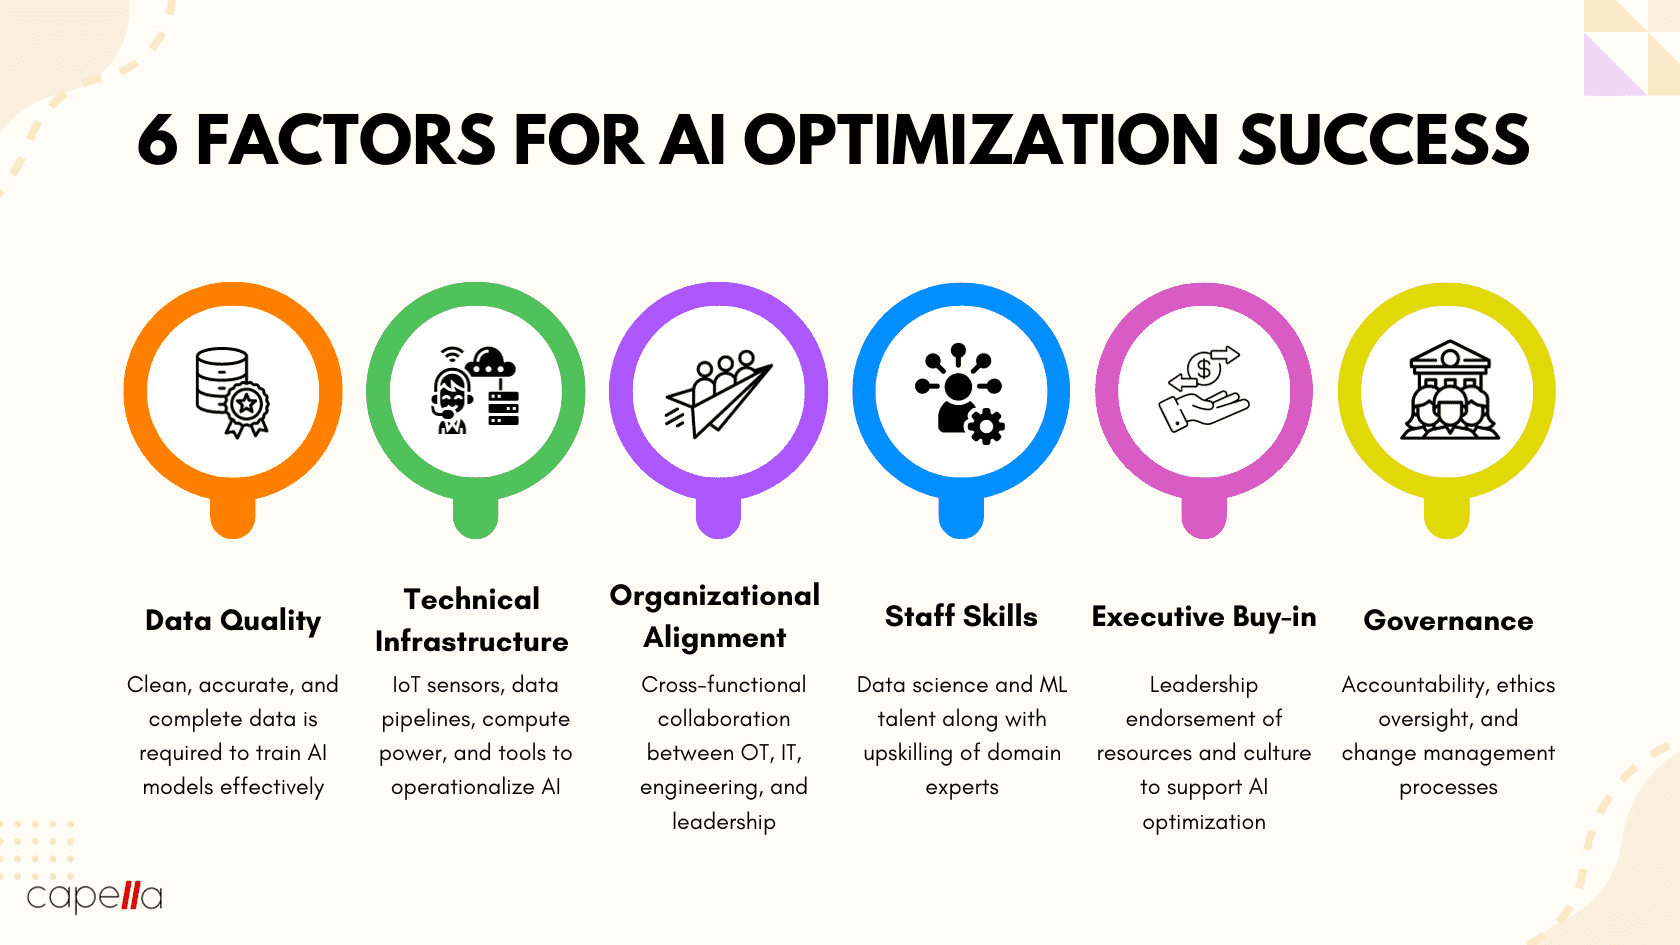 6 FACTORS FOR AI OPTIMIZATION SUCCESS
Data Quality
Clean, accurate, and
complete data is
required to train AI
models effectively
Technical
Infrastructure
IoT sensors, data
pipelines, compute
power, and tools to
operationalize AI
Organizational
Alignment
Cross-functional
collaboration
between OT, IT,
engineering, and
leadership
Staff Skills
Data science and ML
talent along with
upskilling of domain
experts
Executive Buy-in
Leadership
endorsement of
resources and culture
to support AI
optimization
Governance
Accountability, ethics
oversight, and
change management
processes
capella